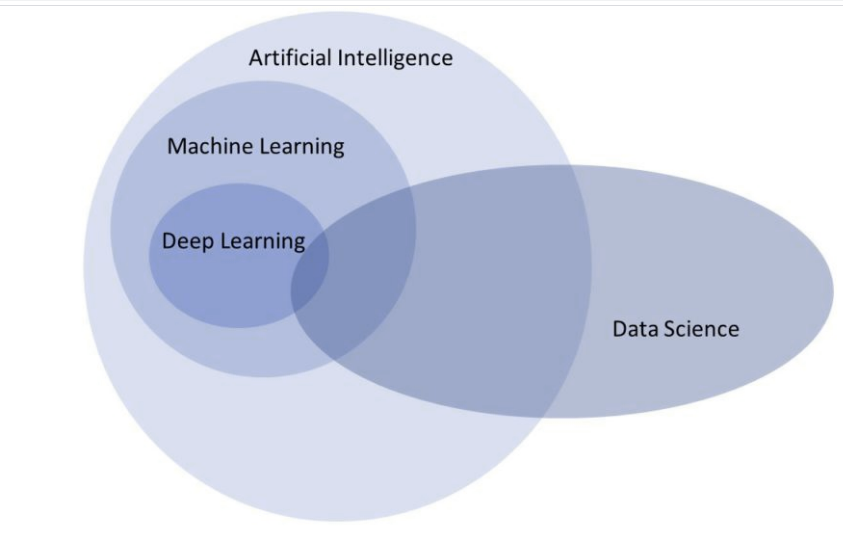 Artificial Intelligence
Machine Learning
Deep Learning
Data Science